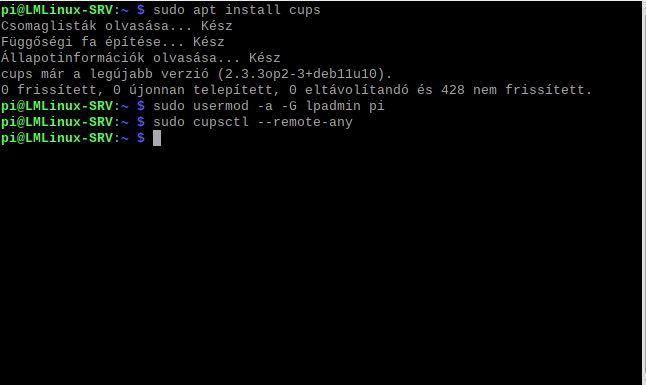 pi@LMLinux-SRV:~ $ sudo apt install cups
Csomaglisták olvasása... Kész
Függőségi fa építése... Kész
Állapotinformációk olvasása... Kész
cups már a legújabb verzió (2.3.3op2-3+deb11u10).
0 frissített, 0 újonnan telepített, 0 eltávolítandó és 428 nem frissített.
pi@LMLinux-SRV:~ $ sudo usermod -a -G lpadmin pi
pi@LMLinux-SRV:~ $ sudo cupsctl --remote-any
pi@LMLinux-SRV:~ $